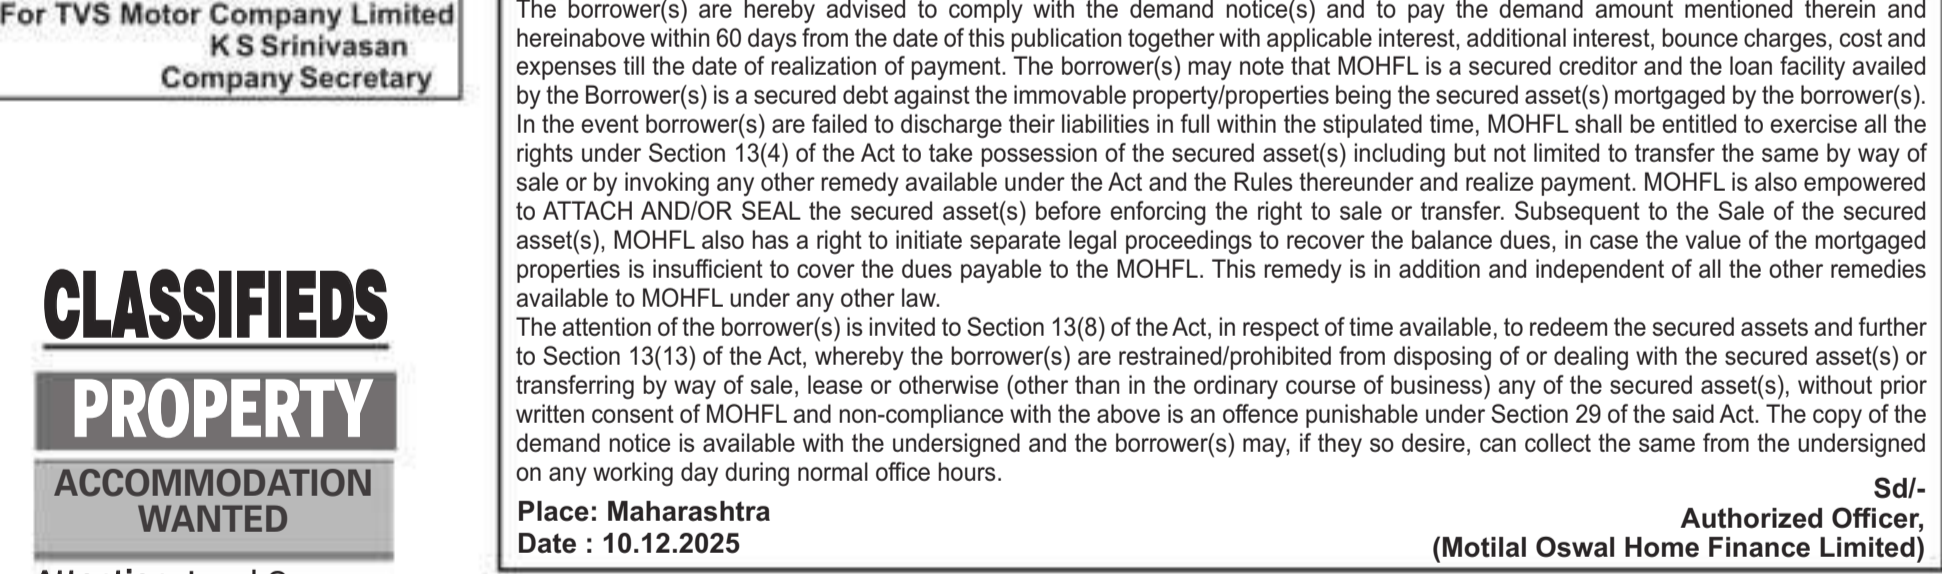 For TVS Motor Company Limited
K S Srinivasan
Company Secretary
CLASSIFIEDS
PROPERTY
ACCOMMODATION
WANTED
The borrower(s) are hereby advised to comply with the demand notice(s) and to pay the demand amount mentioned therein and
hereinabove within 60 days from the date of this publication together with applicable interest, additional interest, bounce charges, cost and
expenses till the date of realization of payment. The borrower(s) may note that MOHFL is a secured creditor and the loan facility availed
by the Borrower(s) is a secured debt against the immovable property/properties being the secured asset(s) mortgaged by the borrower(s).
In the event borrower(s) are failed to discharge their liabilities in full within the stipulated time, MOHFL shall be entitled to exercise all the
rights under Section 13(4) of the Act to take possession of the secured asset(s) including but not limited to transfer the same by way of
sale or by invoking any other remedy available under the Act and the Rules thereunder and realize payment. MOHFL is also empowered
to ATTACH AND/OR SEAL the secured asset(s) before enforcing the right to sale or transfer. Subsequent to the Sale of the secured
asset(s), MOHFL also has a right to initiate separate legal proceedings to recover the balance dues, in case the value of the mortgaged
properties is insufficient to cover the dues payable to the MOHFL. This remedy is in addition and independent of all the other remedies
available to MOHFL under any other law.
The attention of the borrower(s) is invited to Section 13(8) of the Act, in respect of time available, to redeem the secured assets and further
to Section 13(13) of the Act, whereby the borrower(s) are restrained/prohibited from disposing of or dealing with the secured asset(s) or
transferring by way of sale, lease or otherwise (other than in the ordinary course of business) any of the secured asset(s), without prior
written consent of MOHFL and non-compliance with the above is an offence punishable under Section 29 of the said Act. The copy of the
demand notice is available with the undersigned and the borrower(s) may, if they so desire, can collect the same from the undersigned
on any working day during normal office hours.
Sd/-
Place: Maharashtra
Authorized Officer,
Date : 10.12.2025
(Motilal Oswal Home Finance Limited)